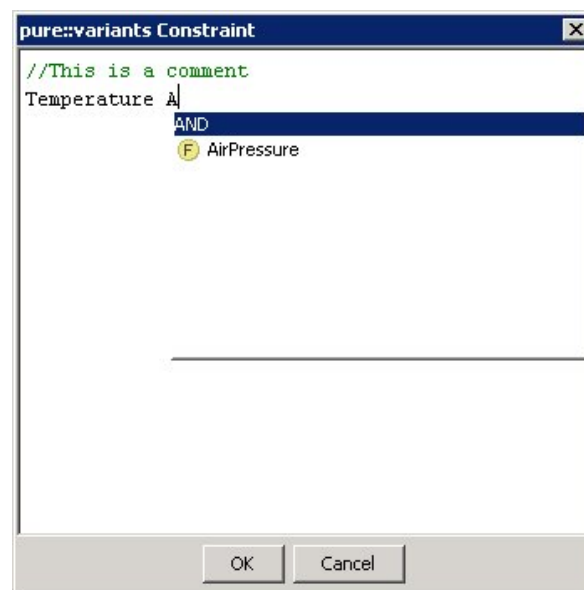 pure::variants Constraint
//This is a comment
Temperature A
AND
F AirPressure
OK Cancel